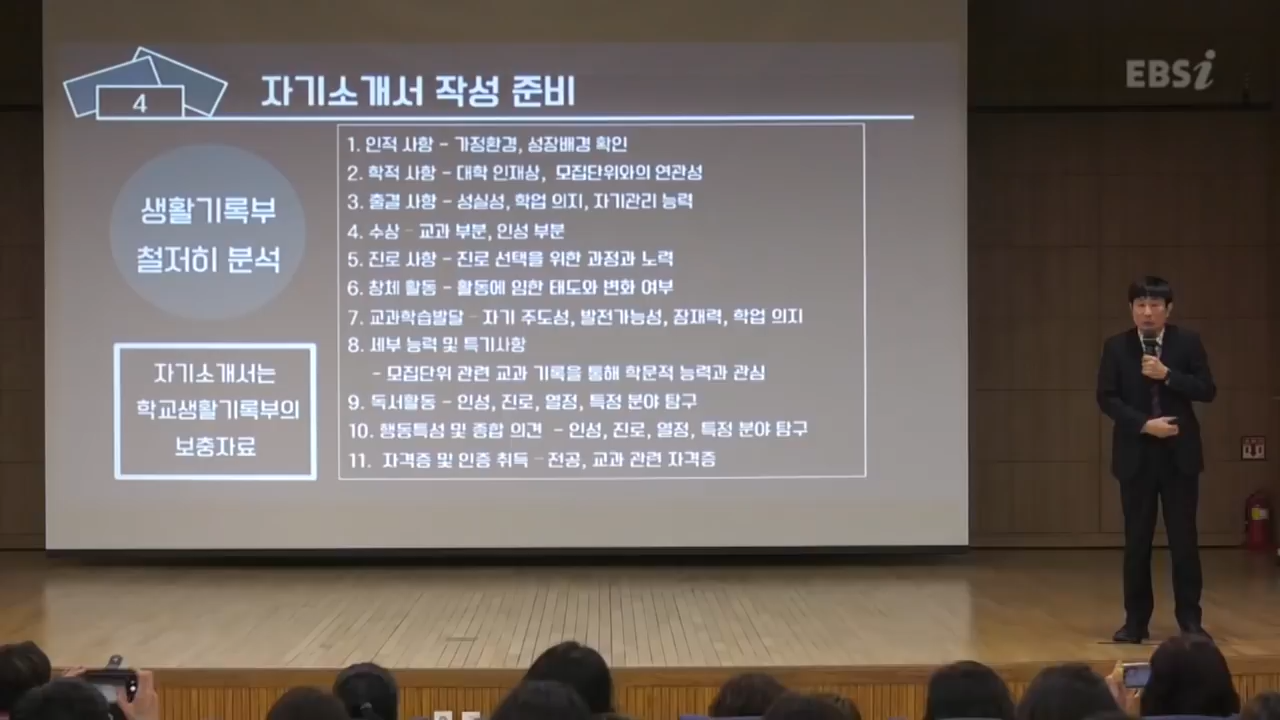 EBSi
4
자기소개서 작성 준비
생활기록부
철저히 분석
자기소개서는
학교생활기록부의
보충자료
1. 인적 사항 - 가정환경, 성장배경 확인
2. 학적 사항 - 대학 인재상, 모집단위와의 연관성
3. 출결 사항 - 성실성, 학업 의지, 자기관리 능력
4. 수상 - 교과 부분, 인성 부분
5. 진로 사항 - 진로 선택을 위한 과정과 노력
6. 창체 활동 - 활동에 임한 태도와 변화 여부
7. 교과학습발달 - 자기 주도성, 발전가능성, 잠재력, 학업 의지
8. 세부 능력 및 특기사항
- 모집단위 관련 교과 기록을 통해 학문적 능력과 관심
9. 독서활동 - 인성, 진로, 열정, 특정 분야 탐구
10. 행동특성 및 종합 의견 - 인성, 진로, 열정, 특정 분야 탐구
11. 자격증 및 인증 취득 - 전공, 교과 관련 자격증